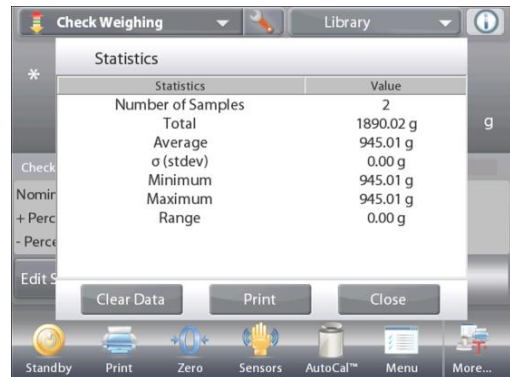 Check Weighing Library
Statistics
*
Statistics Value
Number of Samples 2
Total 1890.02 g
g
Average 945.01 g
σ (stdev) 0.00 g
Check
Minimum 945.01 g
Maximum 945.01 g
Range 0.00 g
+ Perc
Edit S
Clear Data Print Close
Standby Print Zero Sensors AutoCal™ Menu More...